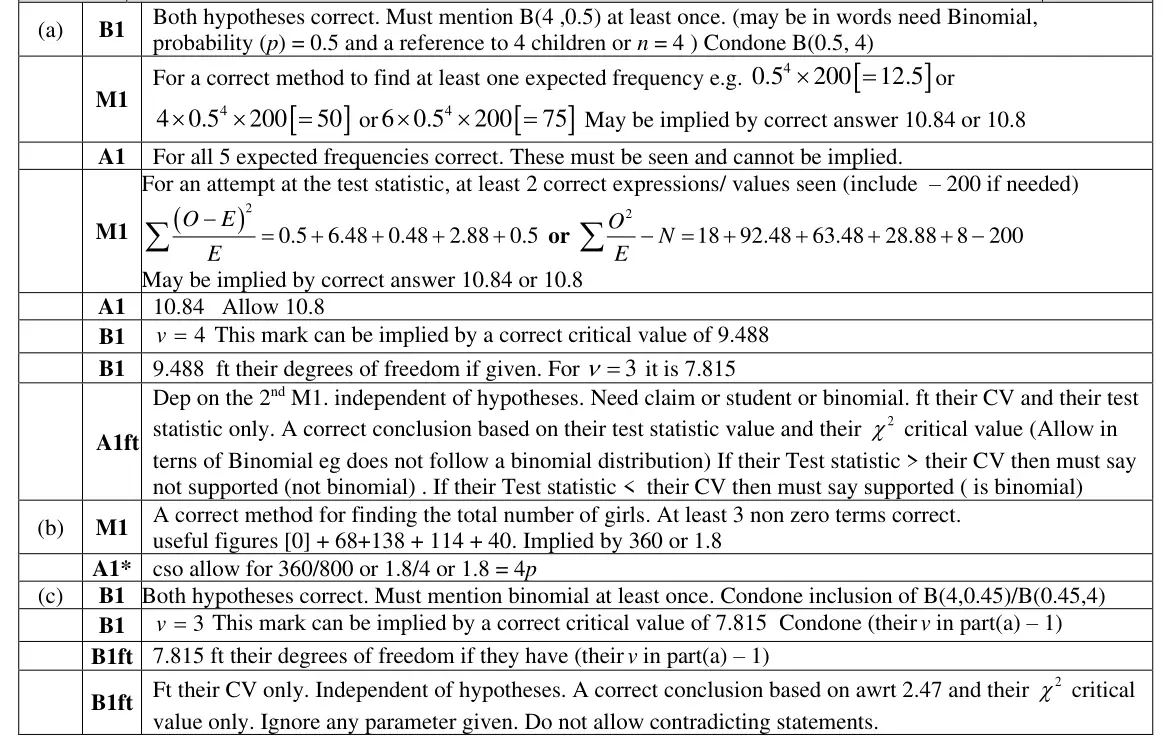 (a) B1 Both hypotheses correct. Must mention B(4 ,0.5) at least once. (may be in words need Binomial,
probability (p) = 0.5 and a reference to 4 children or n = 4 ) Condone B(0.5, 4)
M1 For a correct method to find at least one expected frequency e.g. 0.5⁴ × 200[= 12.5] or
4 × 0.5⁴ × 200[= 50] or 6 × 0.5⁴ × 200[= 75] May be implied by correct answer 10.84 or 10.8
A1 For all 5 expected frequencies correct. These must be seen and cannot be implied.
M1 For an attempt at the test statistic, at least 2 correct expressions/ values seen (include – 200 if needed)
∑ (O − E)²/E = 0.5 + 6.48 + 0.48 + 2.88 + 0.5 or ∑ O²/E − N = 18 + 92.48 + 63.48 + 28.88 + 8 − 200
May be implied by correct answer 10.84 or 10.8
A1 10.84 Allow 10.8
B1 ν = 4 This mark can be implied by a correct critical value of 9.488
B1 9.488 ft their degrees of freedom if given. For ν = 3 it is 7.815
A1ft Dep on the 2nd M1. independent of hypotheses. Need claim or student or binomial. ft their CV and their test
statistic only. A correct conclusion based on their test statistic value and their χ² critical value (Allow in
terns of Binomial eg does not follow a binomial distribution) If their Test statistic > their CV then must say
not supported (not binomial) . If their Test statistic < their CV then must say supported ( is binomial)
(b) M1 A correct method for finding the total number of girls. At least 3 non zero terms correct.
useful figures [0] + 68+138 + 114 + 40. Implied by 360 or 1.8
A1* cso allow for 360/800 or 1.8/4 or 1.8 = 4p
(c) B1 Both hypotheses correct. Must mention binomial at least once. Condone inclusion of B(4,0.45)/B(0.45,4)
B1 ν = 3 This mark can be implied by a correct critical value of 7.815 Condone (their ν in part(a) – 1)
B1ft 7.815 ft their degrees of freedom if they have (their ν in part(a) – 1)
B1ft Ft their CV only. Independent of hypotheses. A correct conclusion based on awrt 2.47 and their χ² critical
value only. Ignore any parameter given. Do not allow contradicting statements.